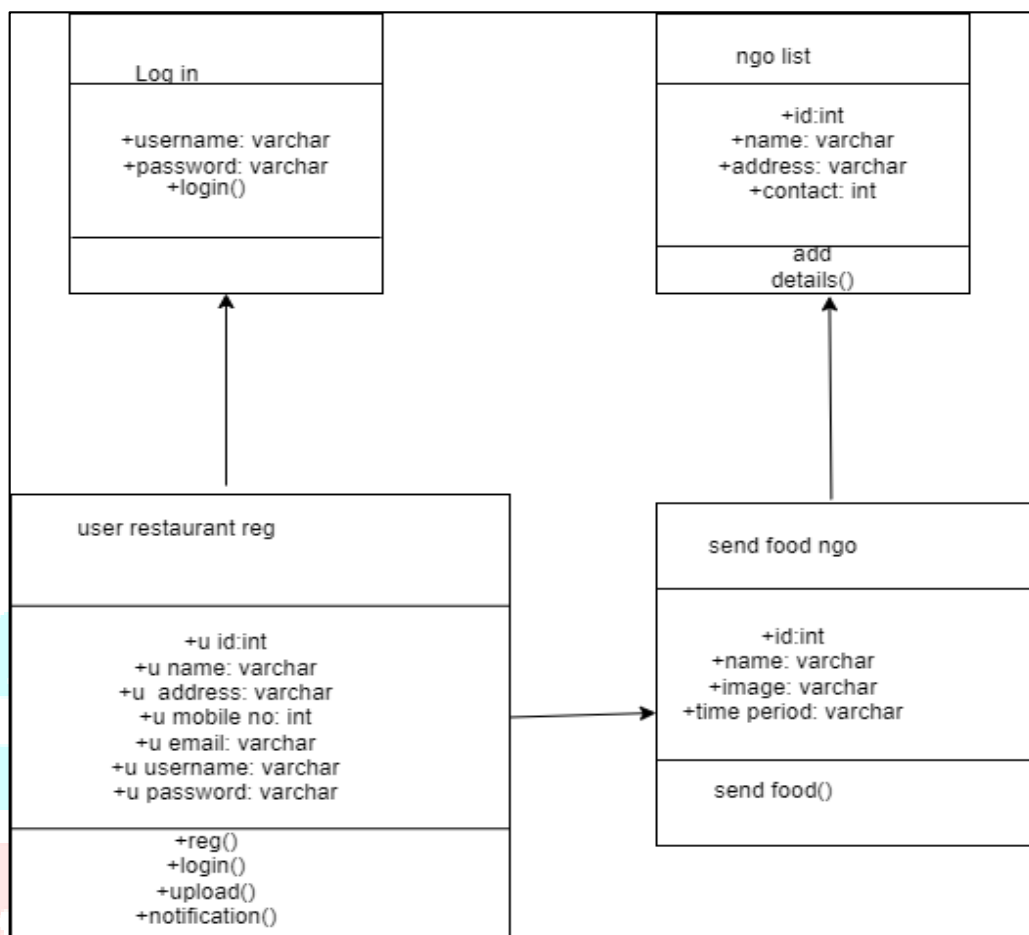 Log in
+username: varchar
+password: varchar
+login()
ngo list
+id:int
+name: varchar
+address: varchar
+contact: int
add
details()
user restaurant reg
+u id:int
+u name: varchar
+u address: varchar
+u mobile no: int
+u email: varchar
+u username: varchar
+u password: varchar
+reg()
+login()
+upload()
+notification()
send food ngo
+id:int
+name: varchar
+image: varchar
+time period: varchar
send food()